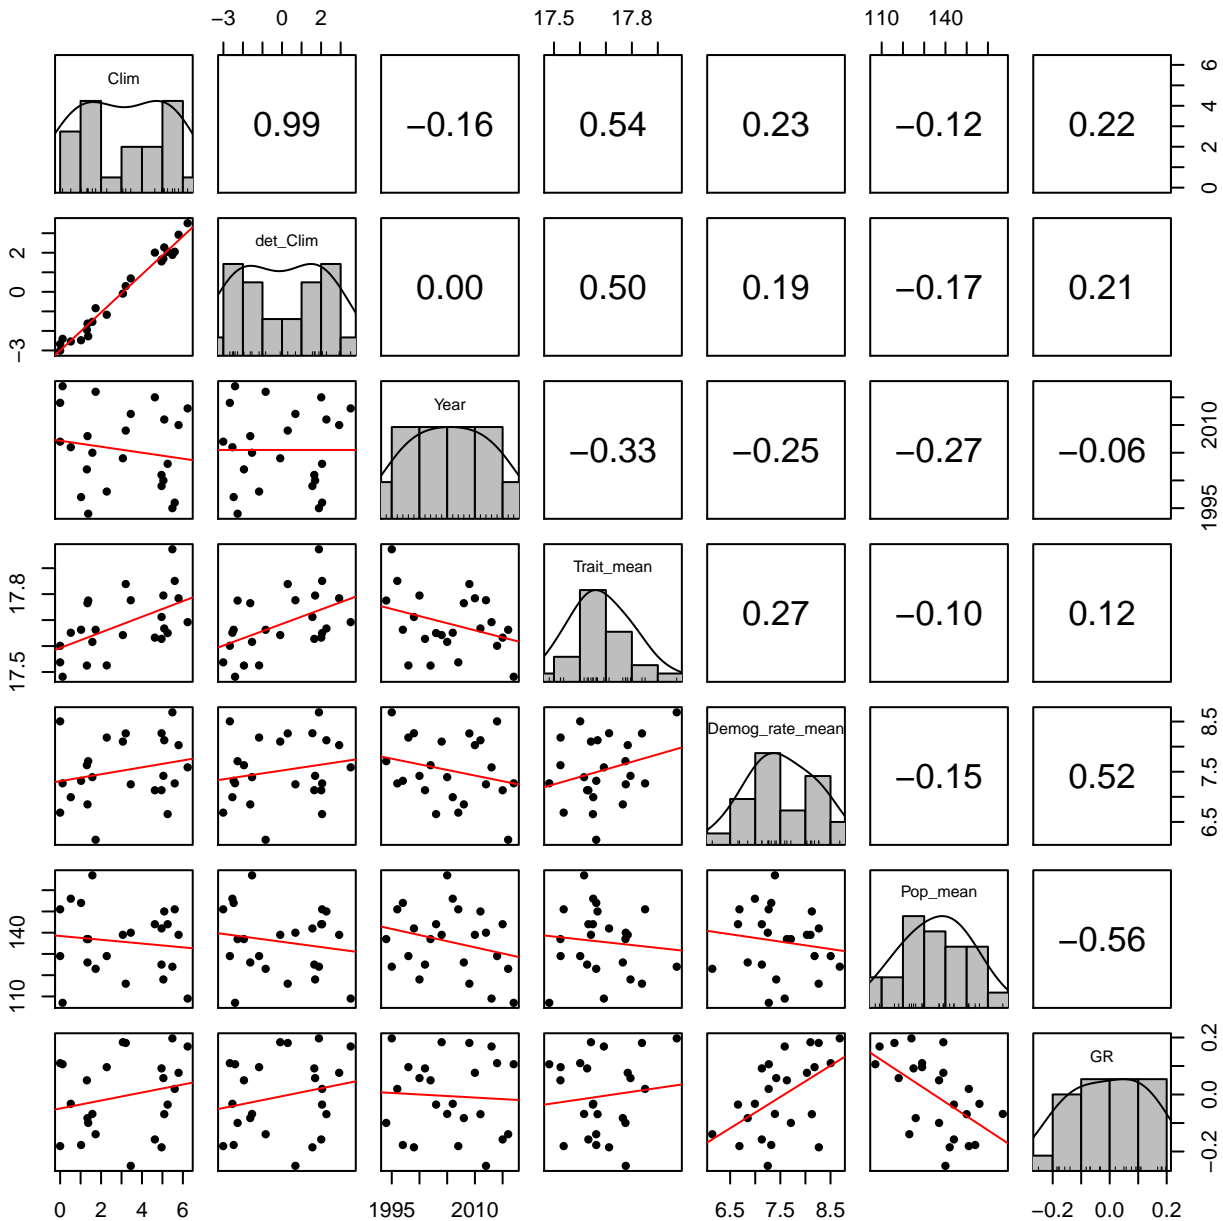 −3 0 2 17.5 17.8 110 140
Clim 0.99 −0.16 0.54 0.23 −0.12 0.22 0 2 4 6
−3 0 2 det_Clim 0.00 0.50 0.19 −0.17 0.21
Year −0.33 −0.25 −0.27 −0.06 1995 2010
17.5 17.8 Trait_mean 0.27 −0.10 0.12
Demog_rate_mean −0.15 0.52 6.5 7.5 8.5
110 140 Pop_mean −0.56
GR −0.2 0.0 0.2
0 2 4 6 1995 2010 6.5 7.5 8.5 −0.2 0.0 0.2